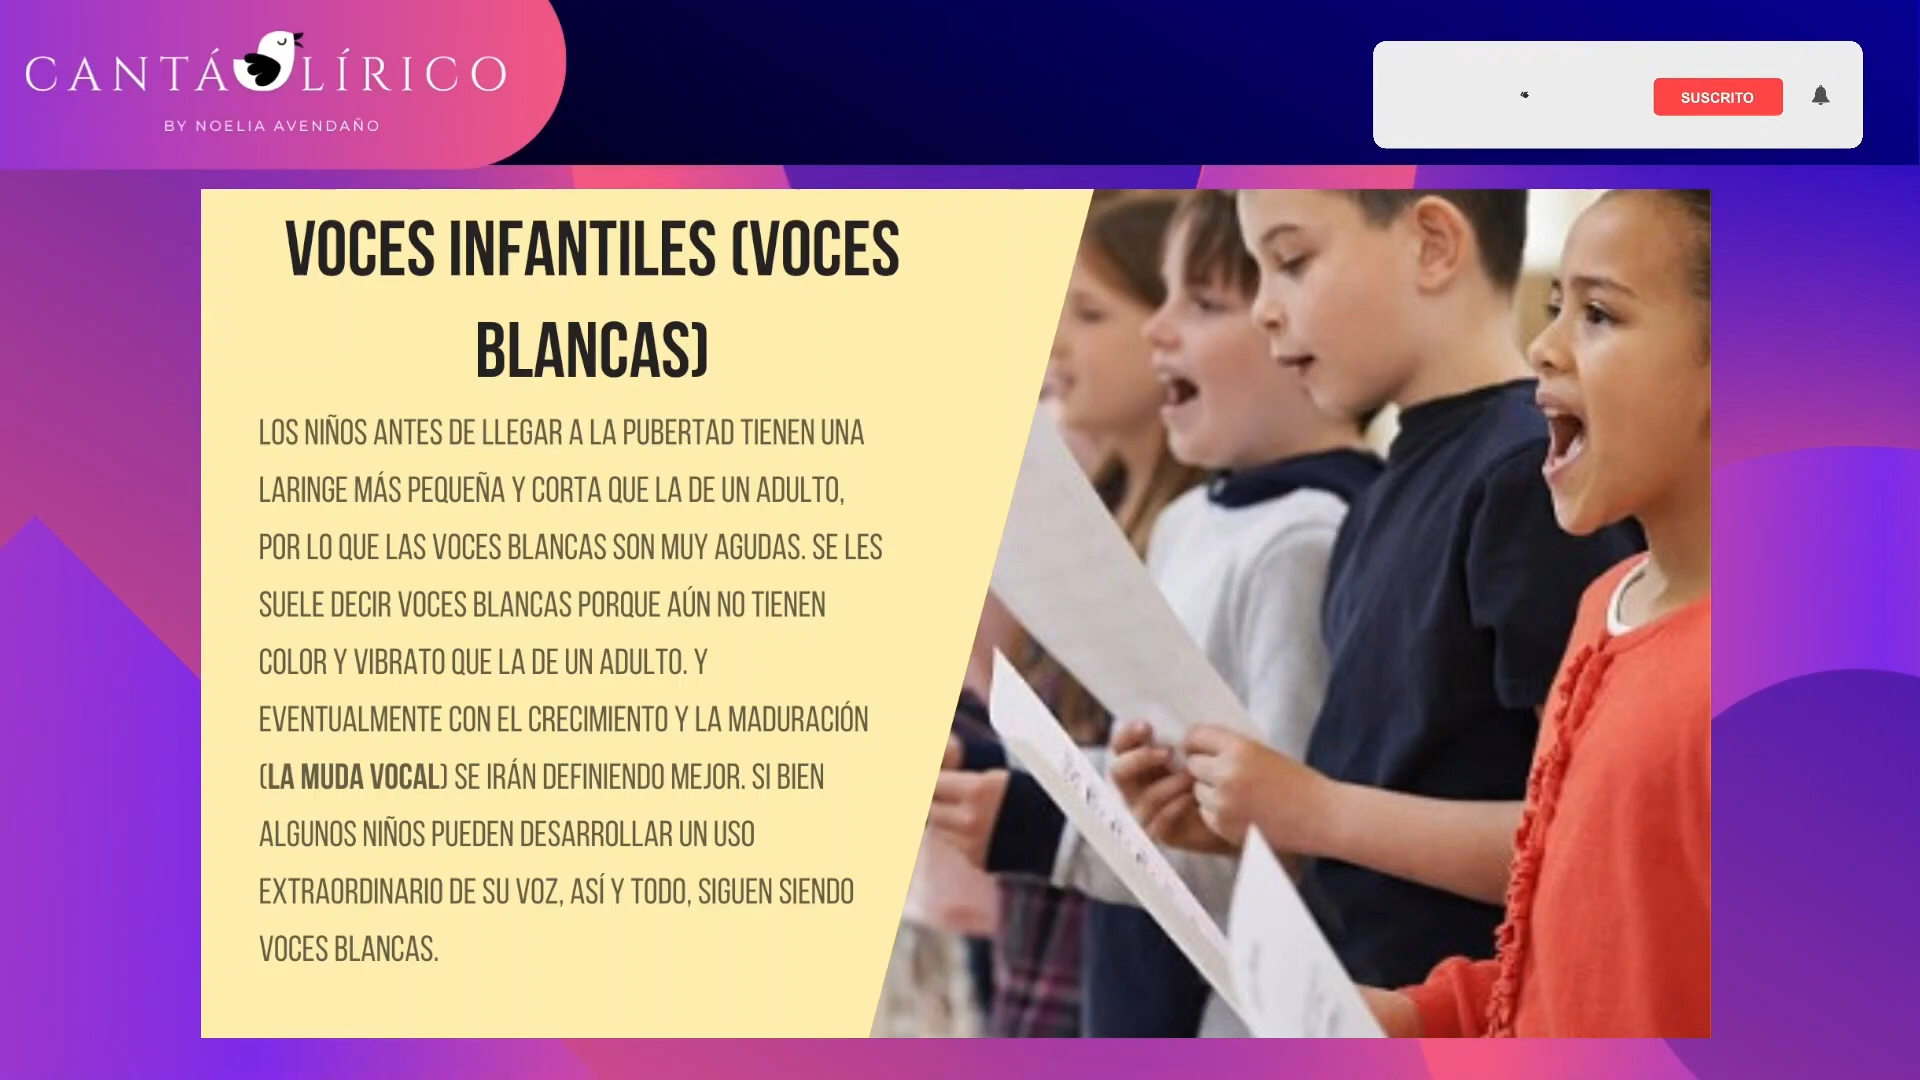 CANTÁ LÍRICO
BY NOELIA AVENDAÑO
SUSCRITO
VOCES INFANTILES (VOCES
BLANCAS)
LOS NIÑOS ANTES DE LLEGAR A LA PUBERTAD TIENEN UNA
LARINGE MÁS PEQUEÑA Y CORTA QUE LA DE UN ADULTO,
POR LO QUE LAS VOCES BLANCAS SON MUY AGUDAS. SE LES
SUELE DECIR VOCES BLANCAS PORQUE AÚN NO TIENEN
COLOR Y VIBRATO QUE LA DE UN ADULTO. Y
EVENTUALMENTE CON EL CRECIMIENTO Y LA MADURACIÓN
(LA MUDA VOCAL) SE IRÁN DEFINIENDO MEJOR. SI BIEN
ALGUNOS NIÑOS PUEDEN DESARROLLAR UN USO
EXTRAORDINARIO DE SU VOZ, ASÍ Y TODO, SIGUEN SIENDO
VOCES BLANCAS.